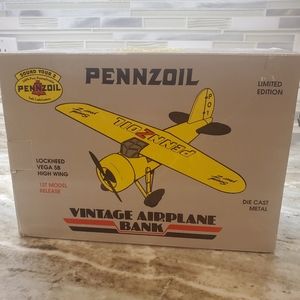 SOUND YOUR Z
PENNZOIL
PENNZOIL
LIMITED
EDITION
PENNZOIL
LOCKHEED
VEGA 5B
HIGH WING
1ST MODEL
RELEASE
DIE CAST
METAL
VINTAGE AIRPLANE
BANK